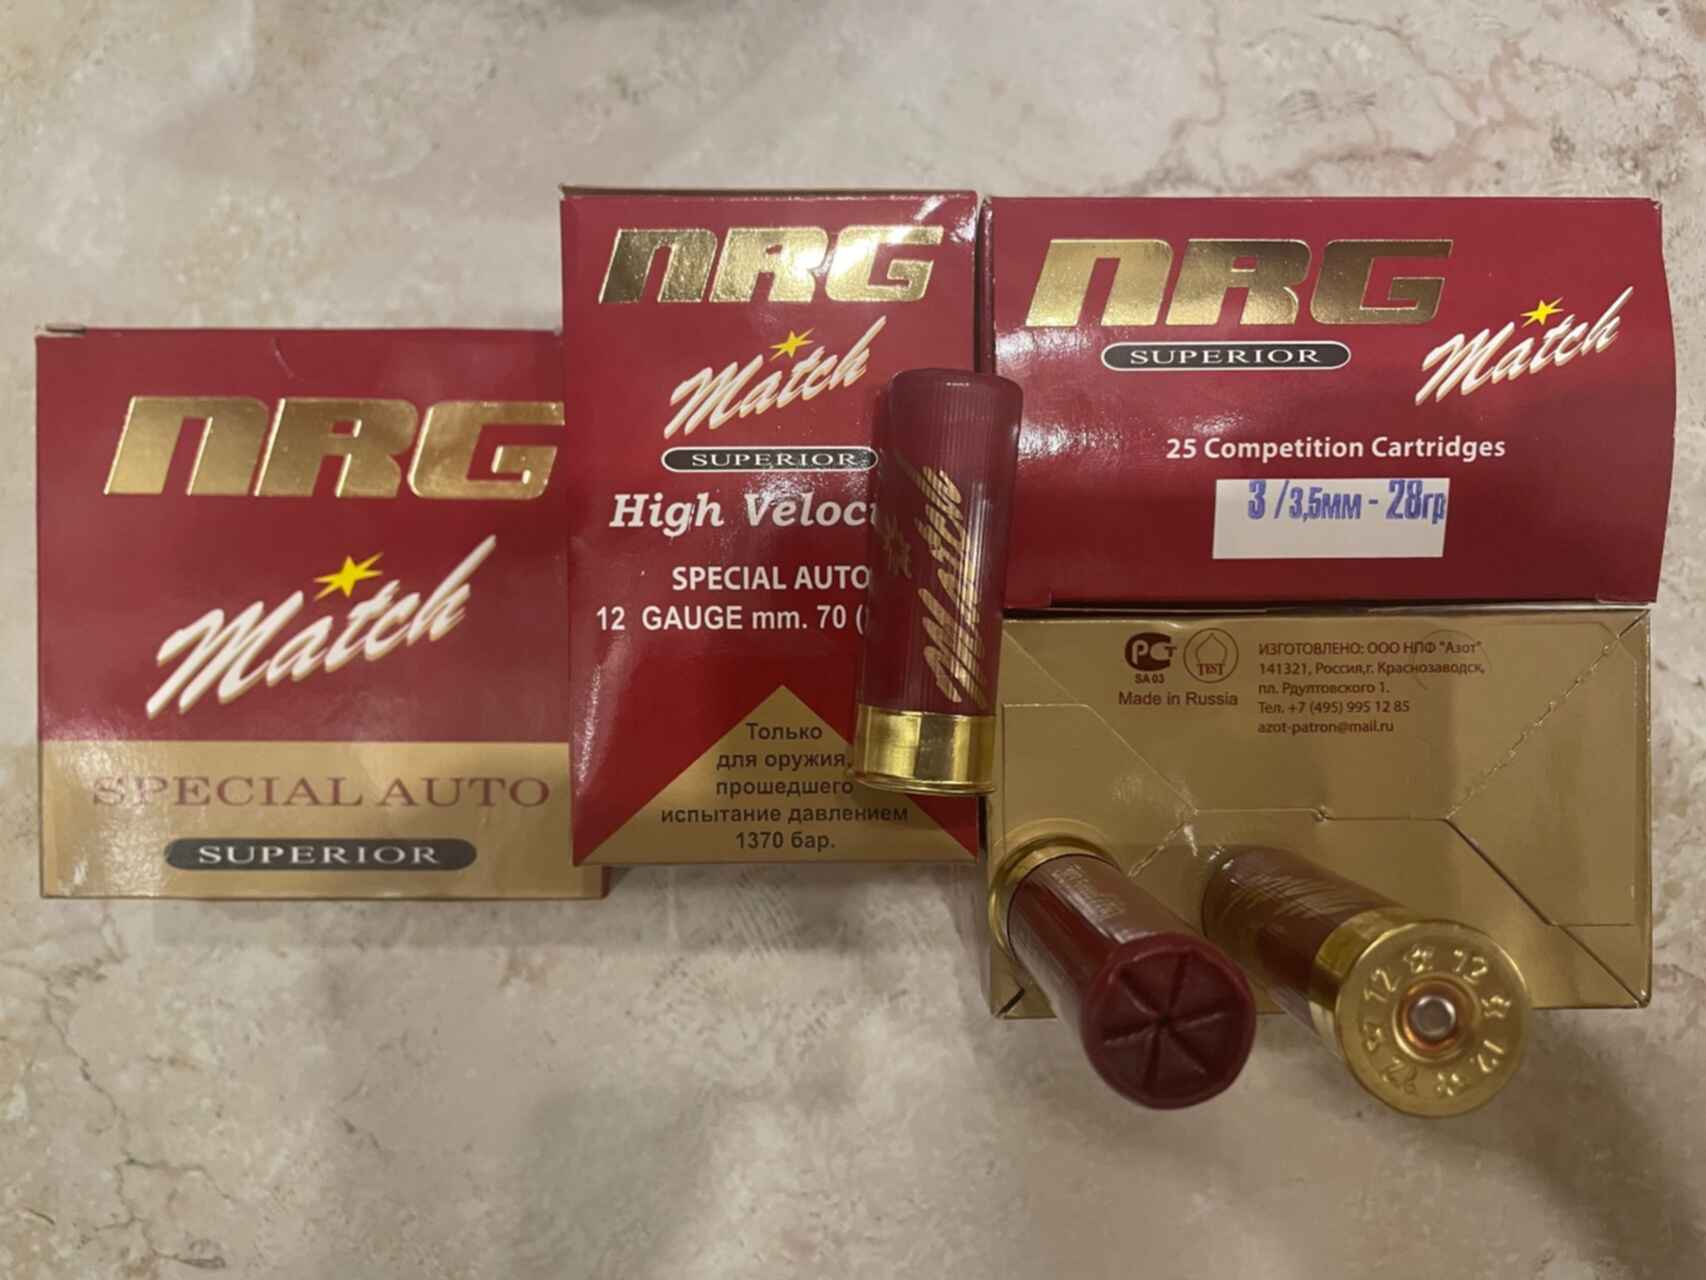 NRG
Match
SPECIAL AUTO
SUPERIOR
NRG
Match
SUPERIOR
High
SPECIAL AUTO
12 GAUGE mm. 70 (
Только
для оружия,
прошедшего
испытание давлением
1370 бар.
Match
NRG
SUPERIOR
Match
25 Competition Cartridges
3 /3,5мм - 28гр
РСТ
SA 03
TEST
Made in Russia
ИЗГОТОВЛЕНО: ООО НПФ "Азот"
141321, Россия,г. Краснозаводск,
пл. Рдултовского 1.
Тел. +7 (495) 995 12 85
azot-patron@mail.ru
12
12
12
12